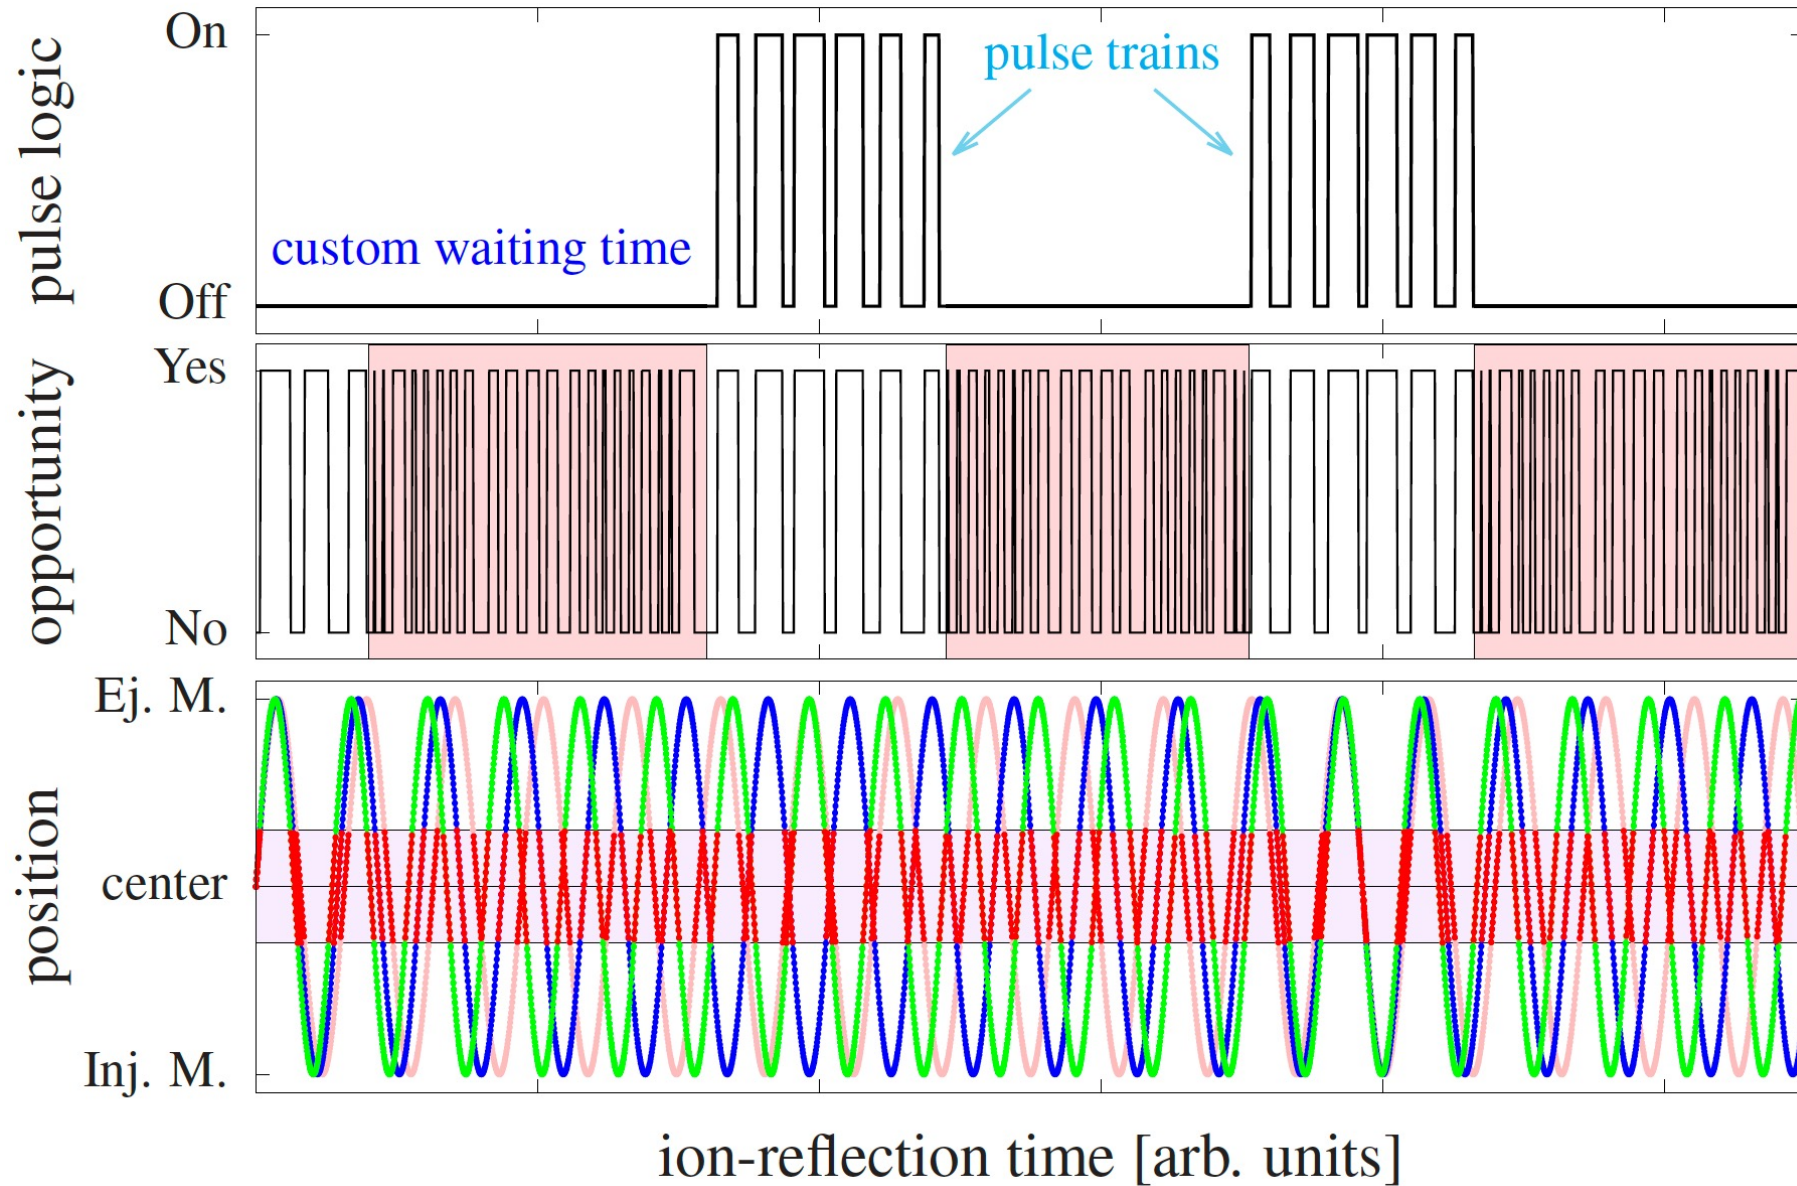 pulse logic
On
Off
custom waiting time
pulse trains
opportunity
Yes
No
position
Ej. M.
center
Inj. M.
ion-reflection time [arb. units]